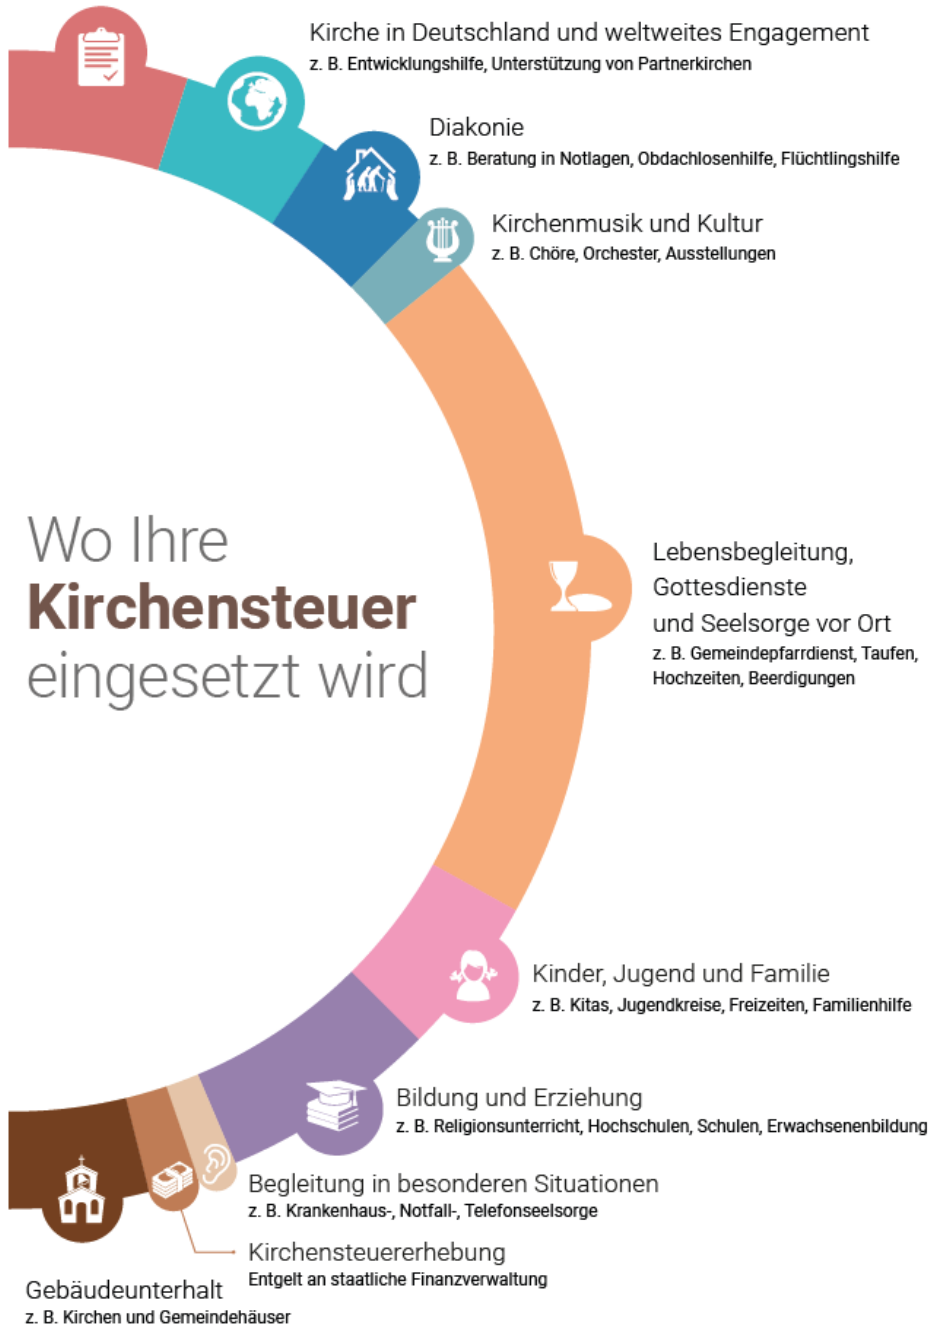 Kirche in Deutschland und weltweites Engagement
z. B. Entwicklungshilfe, Unterstützung von Partnerkirchen
Diakonie
z. B. Beratung in Notlagen, Obdachlosenhilfe, Flüchtlingshilfe
Kirchenmusik und Kultur
z. B. Chöre, Orchester, Ausstellungen
Wo Ihre
Kirchensteuer
eingesetzt wird
Lebensbegleitung,
Gottesdienste
und Seelsorge vor Ort
z. B. Gemeindepfarrdienst, Taufen,
Hochzeiten, Beerdigungen
Kinder, Jugend und Familie
z. B. Kitas, Jugendkreise, Freizeiten, Familienhilfe
Bildung und Erziehung
z. B. Religionsunterricht, Hochschulen, Schulen, Erwachsenenbildung
Begleitung in besonderen Situationen
z. B. Krankenhaus-, Notfall-, Telefonseelsorge
Kirchensteuererhebung
Entgelt an staatliche Finanzverwaltung
Gebäudeunterhalt
z. B. Kirchen und Gemeindehäuser